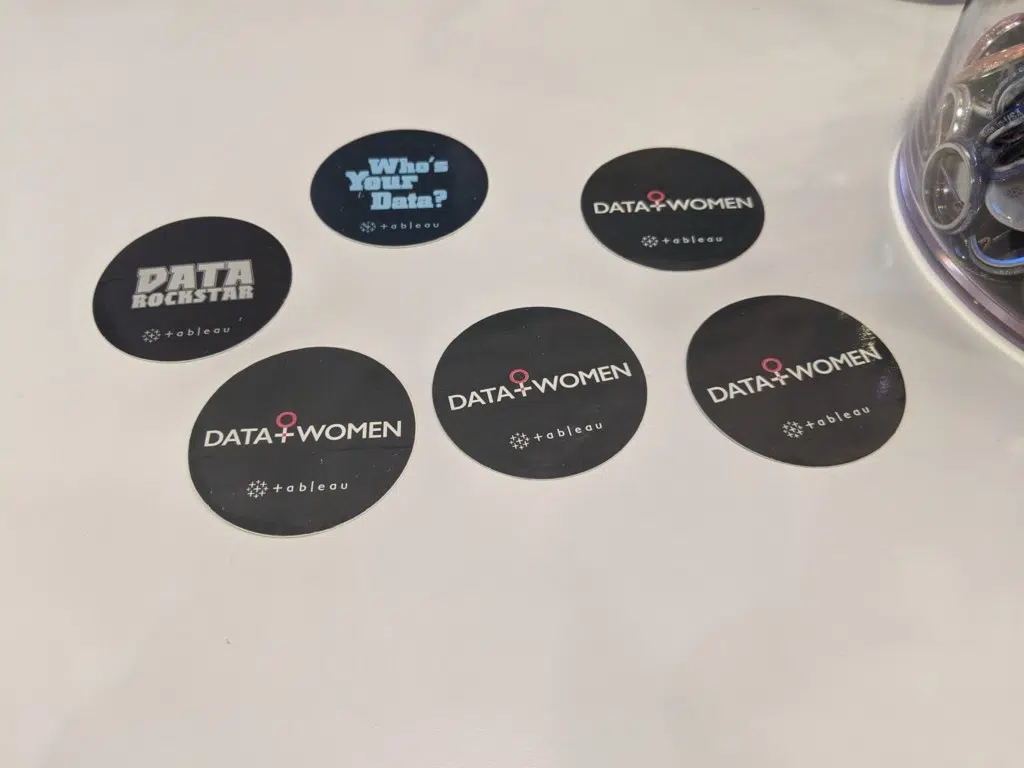 Who's
Your
Data?
+ableau
DATA+WOMEN
+ableau
DATA
ROCKSTAR
+ableau
DATA+WOMEN
+ableau
DATA+WOMEN
+ableau
DATA+WOMEN
+ableau